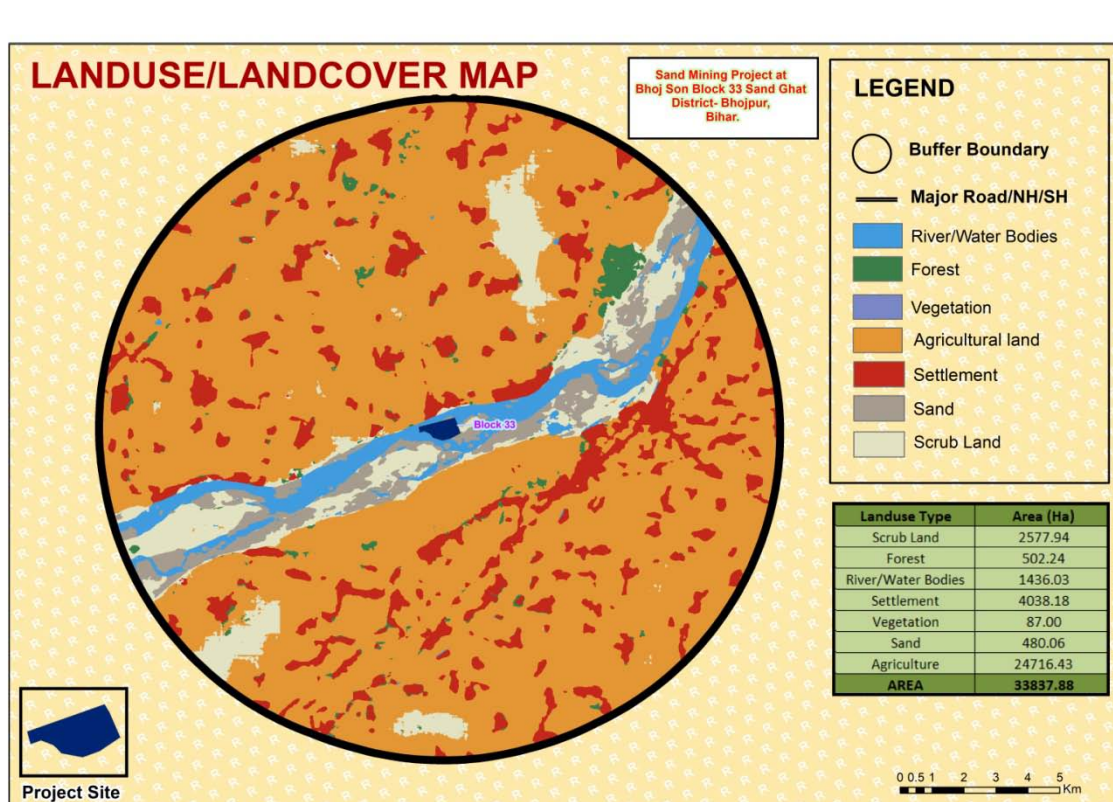 LANDUSE/LANDCOVER MAP
Sand Mining Project at
Bhoj Son Block 33 Sand Ghat
District- Bhojpur,
Bihar.
LEGEND
Buffer Boundary
Major Road/NH/SH
River/Water Bodies
Forest
Vegetation
Agricultural land
Settlement
Sand
Scrub Land
Block 33
Landuse Type Area (Ha)
Scrub Land 2577.94
Forest 502.24
River/Water Bodies 1436.03
Settlement 4038.18
Vegetation 87.00
Sand 480.06
Agriculture 24716.43
AREA 33837.88
Project Site
0 0.5 1 2 3 4 5
Km